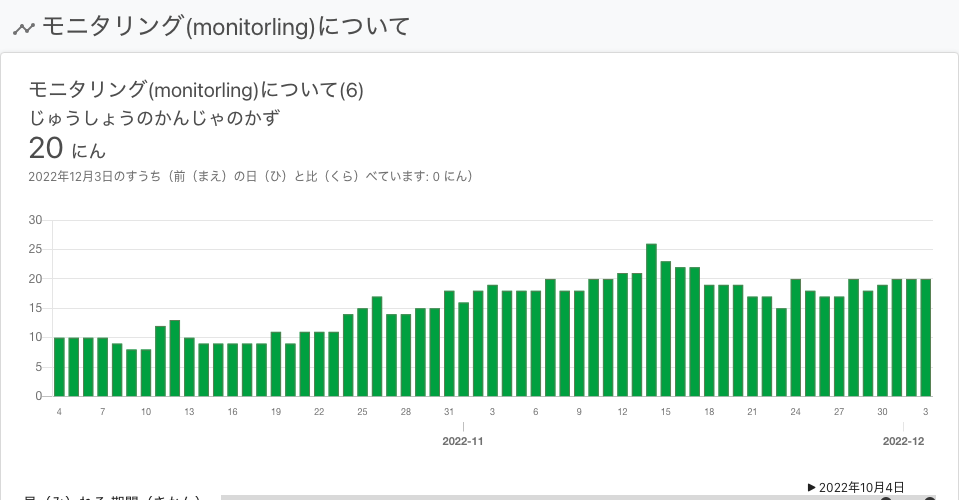 モニタリング(monitorling)について
モニタリング(monitorling)について(6)
じゅうしょうのかんじゃのかず
20 にん
2022年12月3日のすうち（前（まえ）の日（ひ）と比（くら）べています: 0 にん）
30
25
20
15
10
5
0
4 7 10 13 16 19 22 25 28 31 3 6 9 12 15 18 21 24 27 30 3
2022-11 2022-12
▶ 2022年10月4日